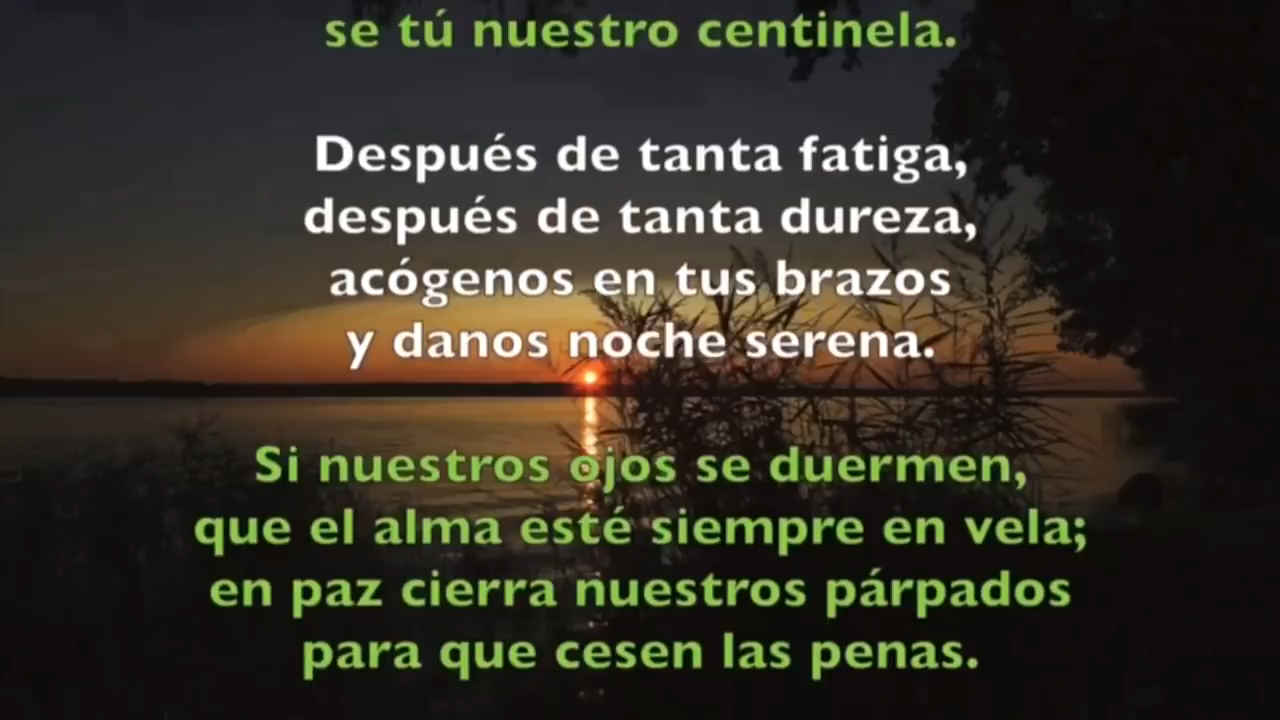 se tú nuestro centinela.
Después de tanta fatiga,
después de tanta dureza,
acógenos en tus brazos
y danos noche serena.
Si nuestros ojos se duermen,
que el alma esté siempre en vela;
en paz cierra nuestros párpados
para que cesen las penas.